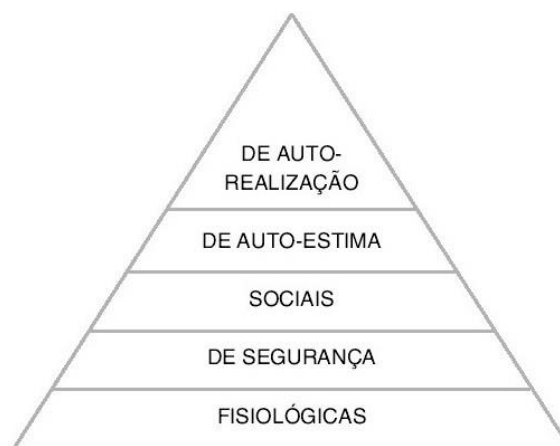 DE AUTO-
REALIZAÇÃO
DE AUTO-ESTIMA
SOCIAIS
DE SEGURANÇA
FISIOLÓGICAS